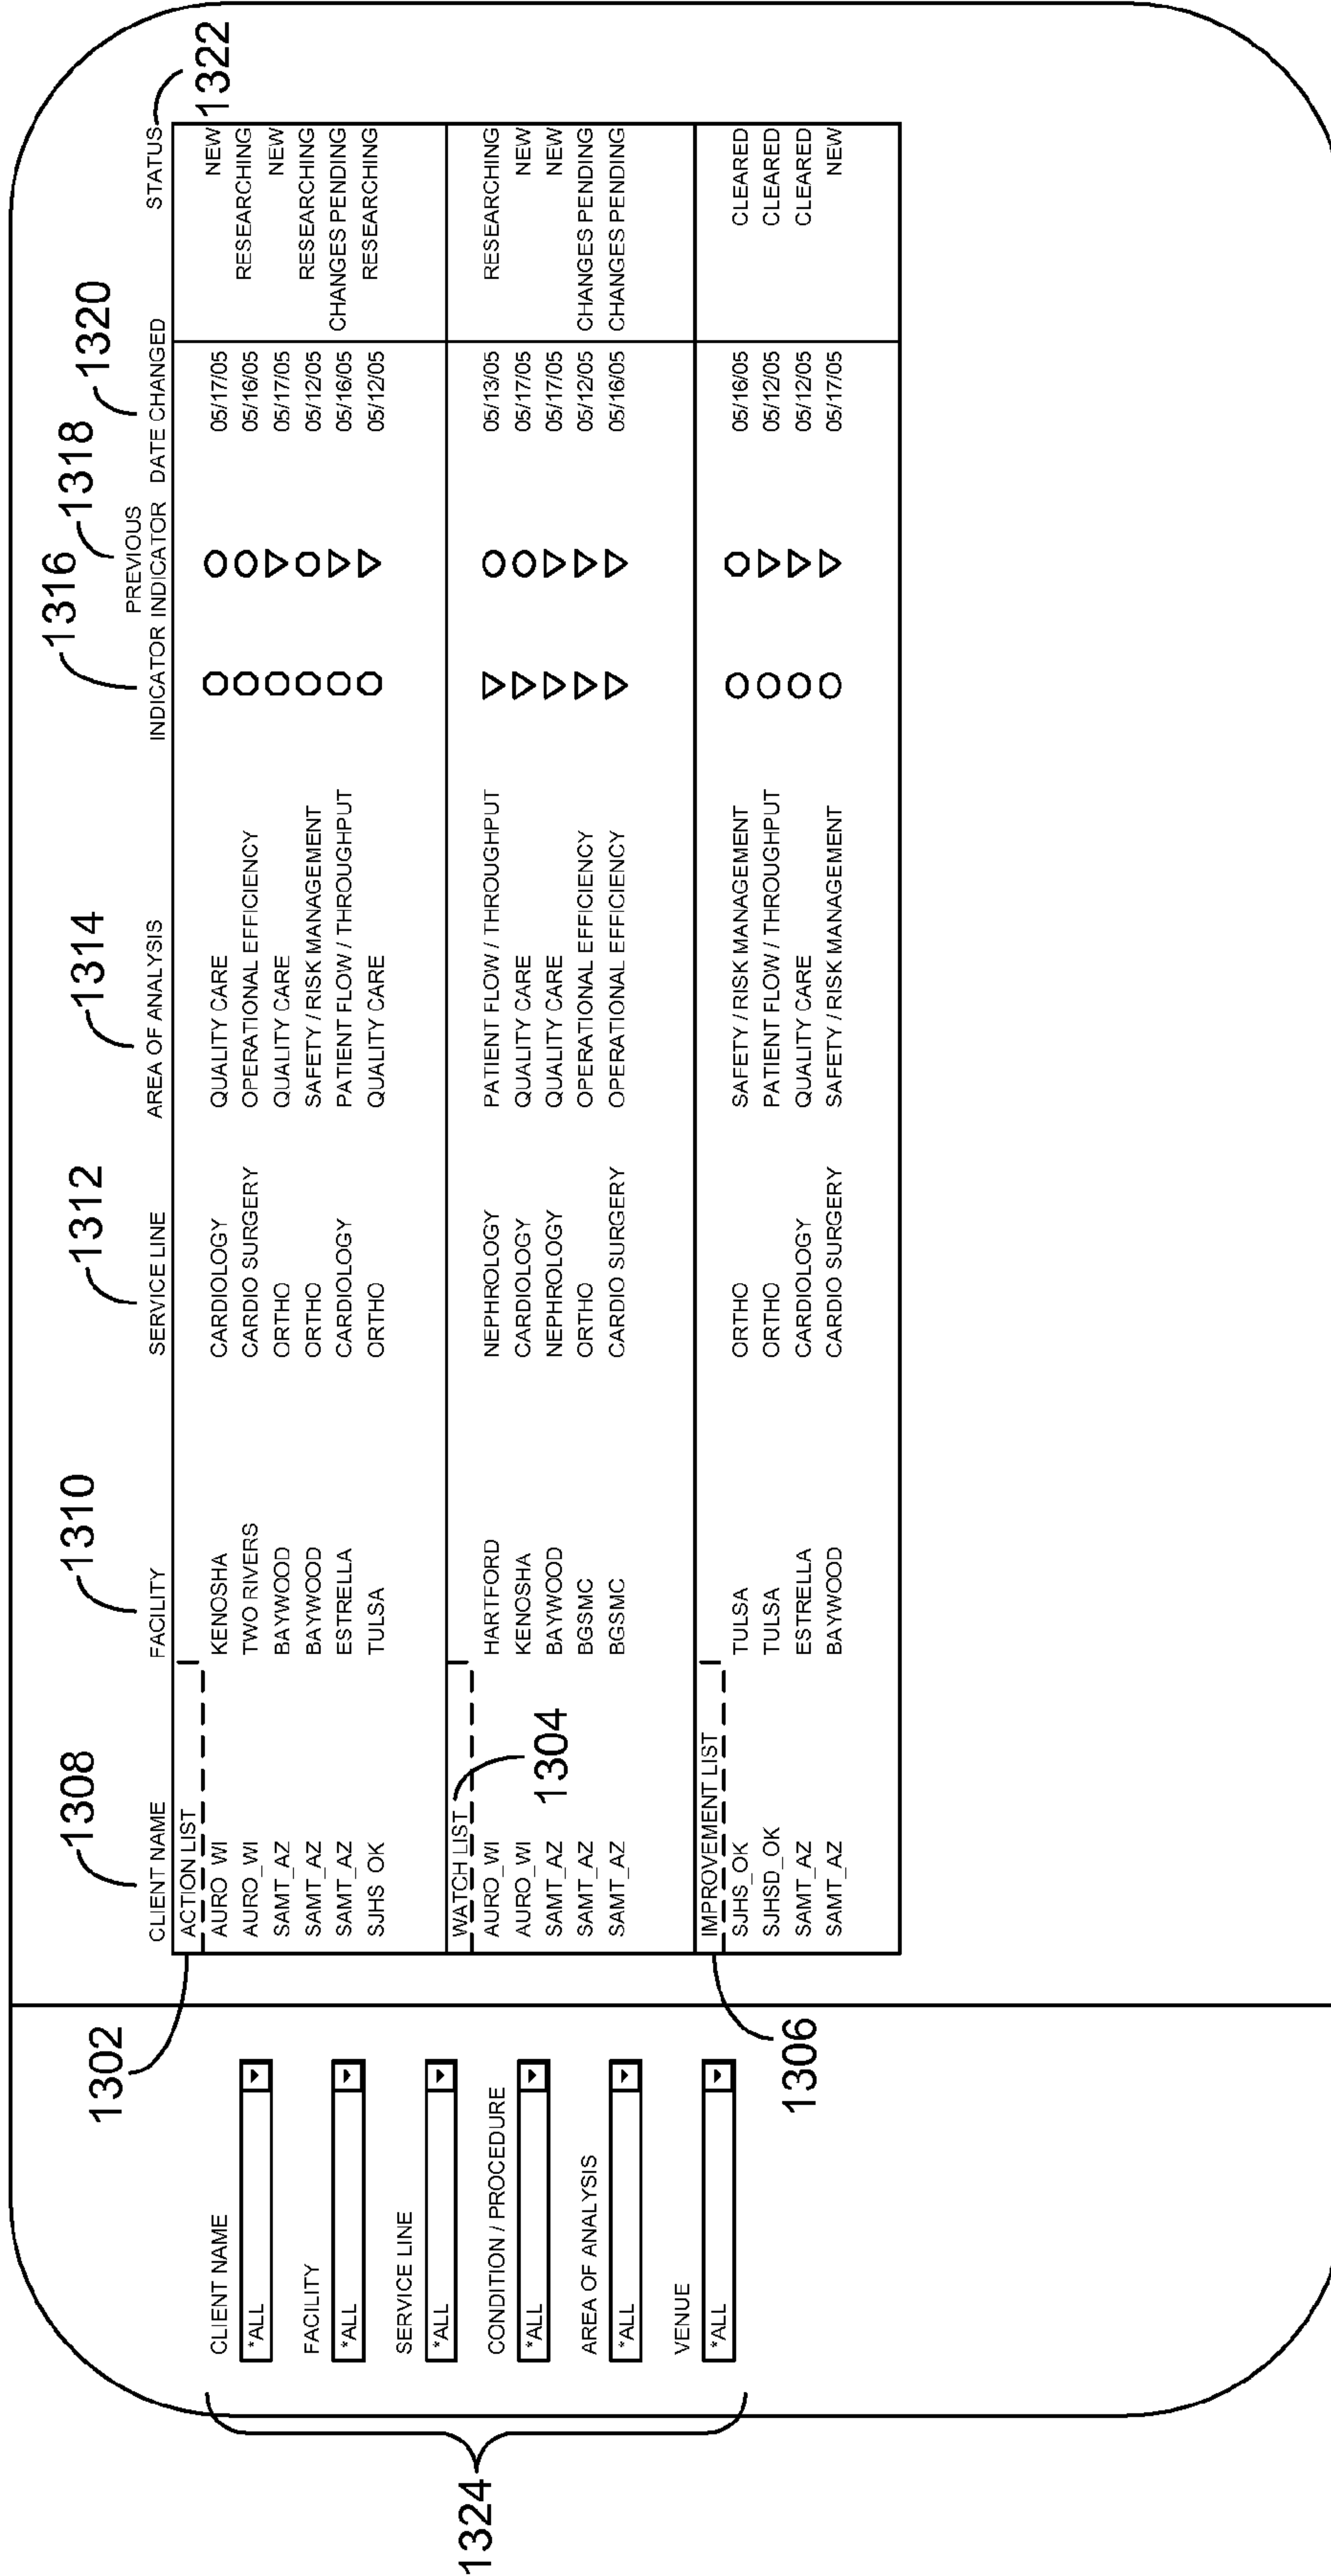 1316
1318
1320
1322
1308
1310
1312
1314
PREVIOUS
CLIENT NAME FACILITY SERVICE LINE AREA OF ANALYSIS INDICATOR INDICATOR DATE CHANGED STATUS
1302
ACTION LIST
AURO_WI KENOSHA CARDIOLOGY QUALITY CARE 05/17/05 NEW
AURO_WI TWO RIVERS CARDIO SURGERY OPERATIONAL EFFICIENCY 05/16/05 RESEARCHING
SAMT_AZ BAYWOOD ORTHO QUALITY CARE 05/17/05 NEW
SAMT_AZ BAYWOOD ORTHO SAFETY / RISK MANAGEMENT 05/12/05 RESEARCHING
SAMT_AZ ESTRELLA CARDIOLOGY PATIENT FLOW / THROUGHPUT 05/16/05 CHANGES PENDING
SJHS_OK TULSA ORTHO QUALITY CARE 05/12/05 RESEARCHING
WATCH LIST
1304
AURO_WI HARTFORD NEPHROLOGY PATIENT FLOW / THROUGHPUT 05/13/05 RESEARCHING
AURO_WI KENOSHA CARDIOLOGY QUALITY CARE 05/17/05 NEW
SAMT_AZ BAYWOOD NEPHROLOGY QUALITY CARE 05/17/05 NEW
SAMT_AZ BGSMC ORTHO OPERATIONAL EFFICIENCY 05/12/05 CHANGES PENDING
SAMT_AZ BGSMC CARDIO SURGERY OPERATIONAL EFFICIENCY 05/16/05 CHANGES PENDING
IMPROVEMENT LIST
1306
SJHS_OK TULSA ORTHO SAFETY / RISK MANAGEMENT 05/16/05 CLEARED
SJHSD_OK TULSA ORTHO PATIENT FLOW / THROUGHPUT 05/12/05 CLEARED
SAMT_AZ ESTRELLA CARDIOLOGY QUALITY CARE 05/12/05 CLEARED
SAMT_AZ BAYWOOD CARDIO SURGERY SAFETY / RISK MANAGEMENT 05/17/05 NEW
1324
CLIENT NAME
*ALL
FACILITY
*ALL
SERVICE LINE
*ALL
CONDITION / PROCEDURE
*ALL
AREA OF ANALYSIS
*ALL
VENUE
*ALL